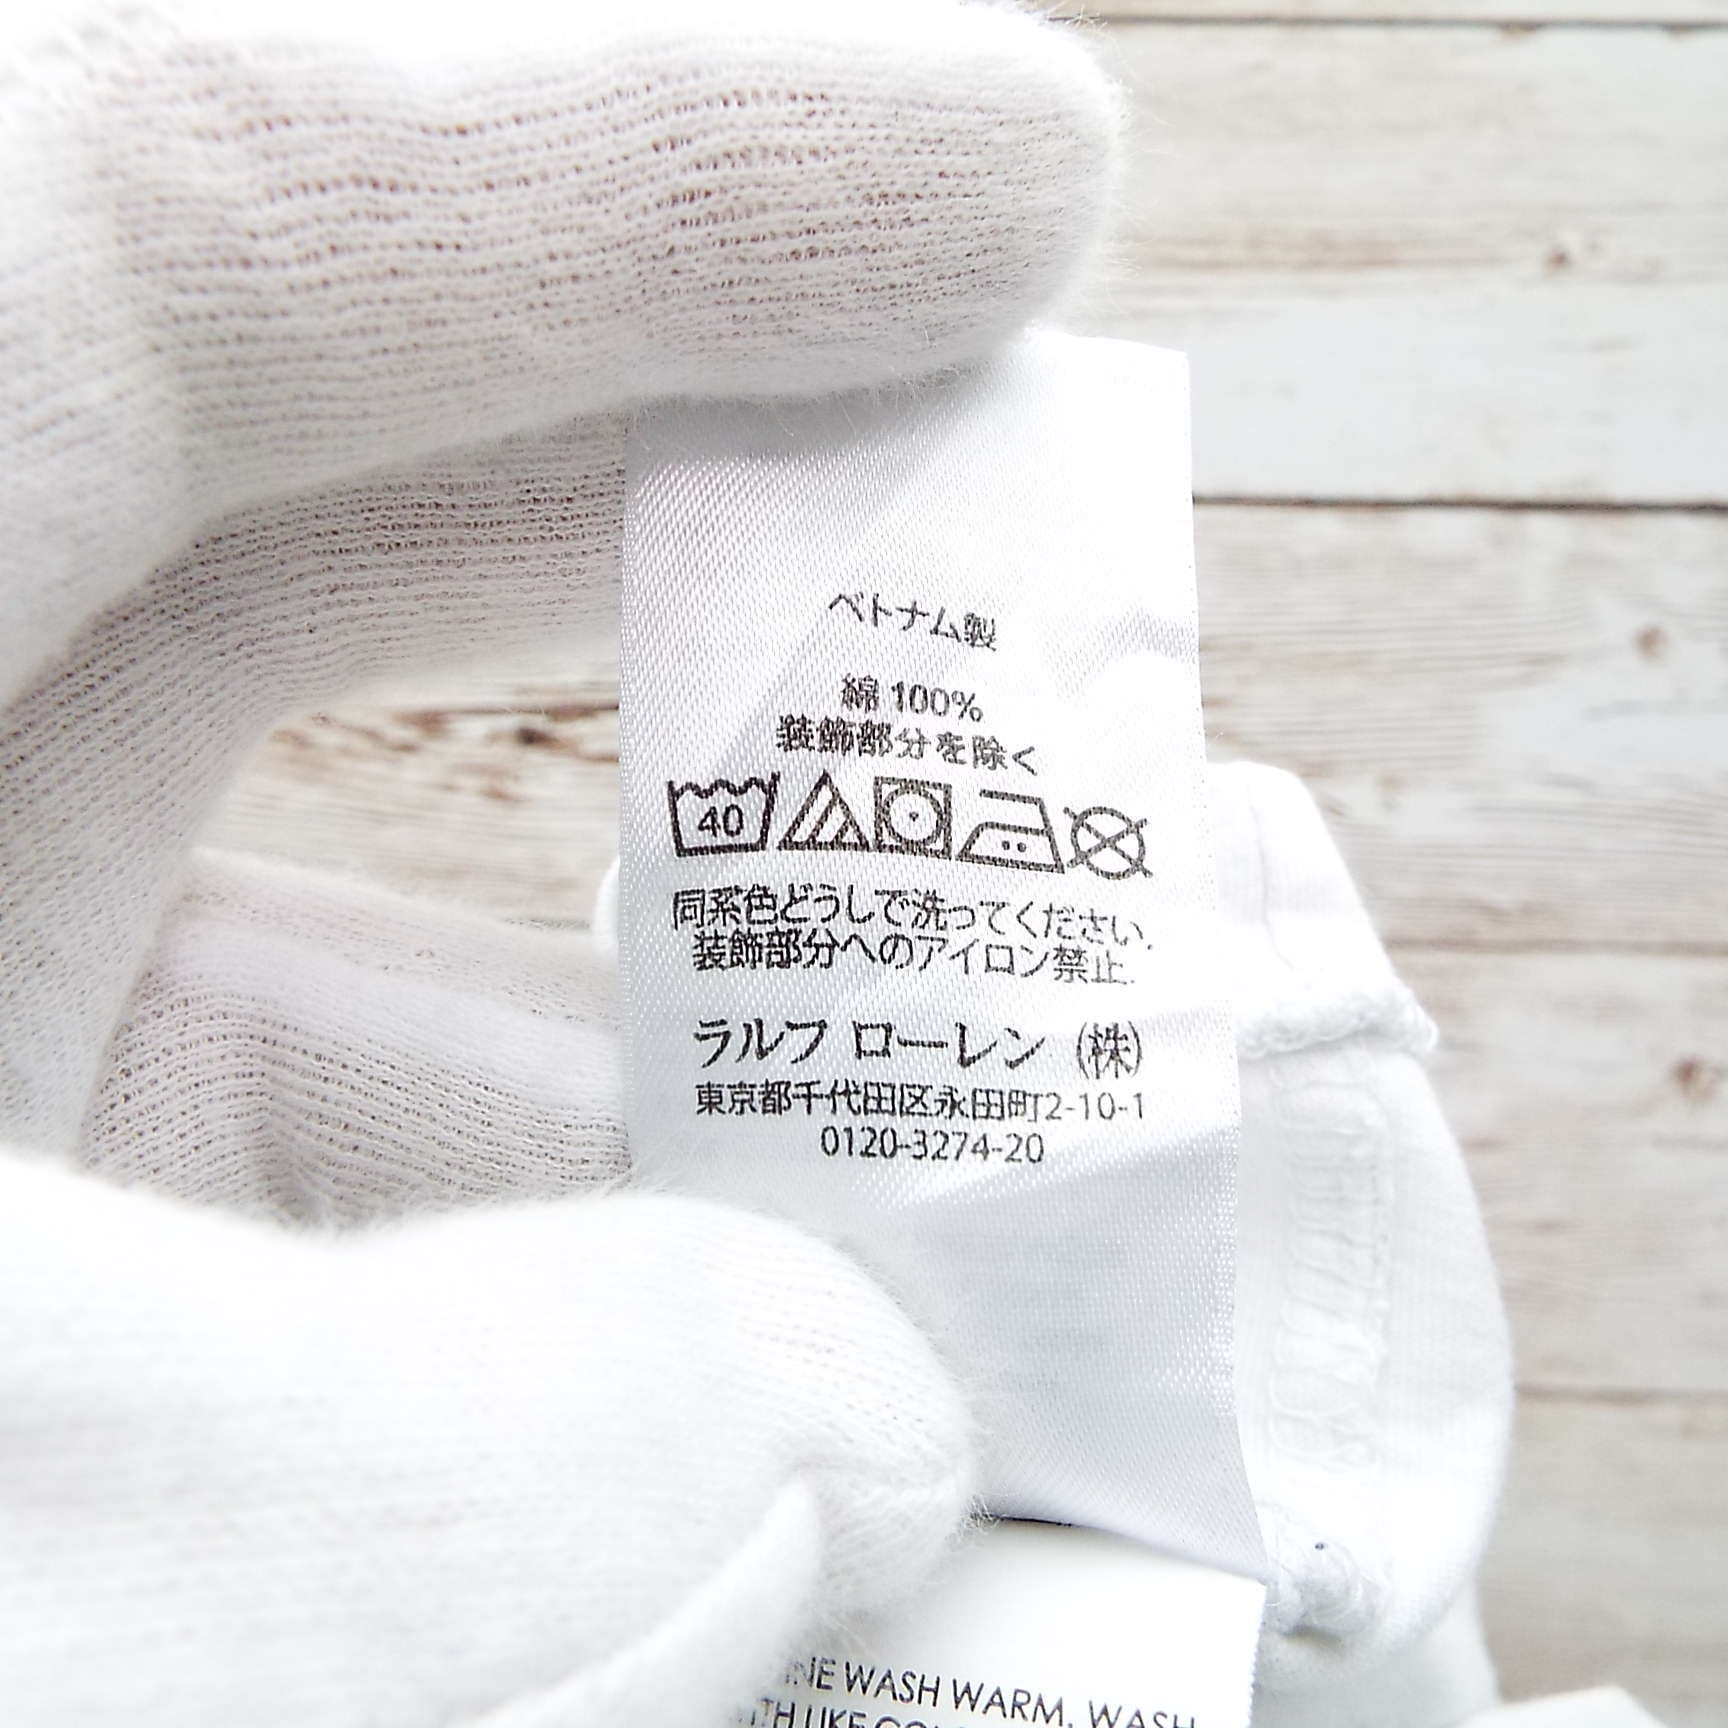 ベトナム製
綿 100%
装飾部分を除く
40
同系色どうしで洗ってください.
装飾部分へのアイロン禁止.
ラルフ ローレン (株)
東京都千代田区永田町2-10-1
0120-3274-20
WASH WARM, WASH
LIKE